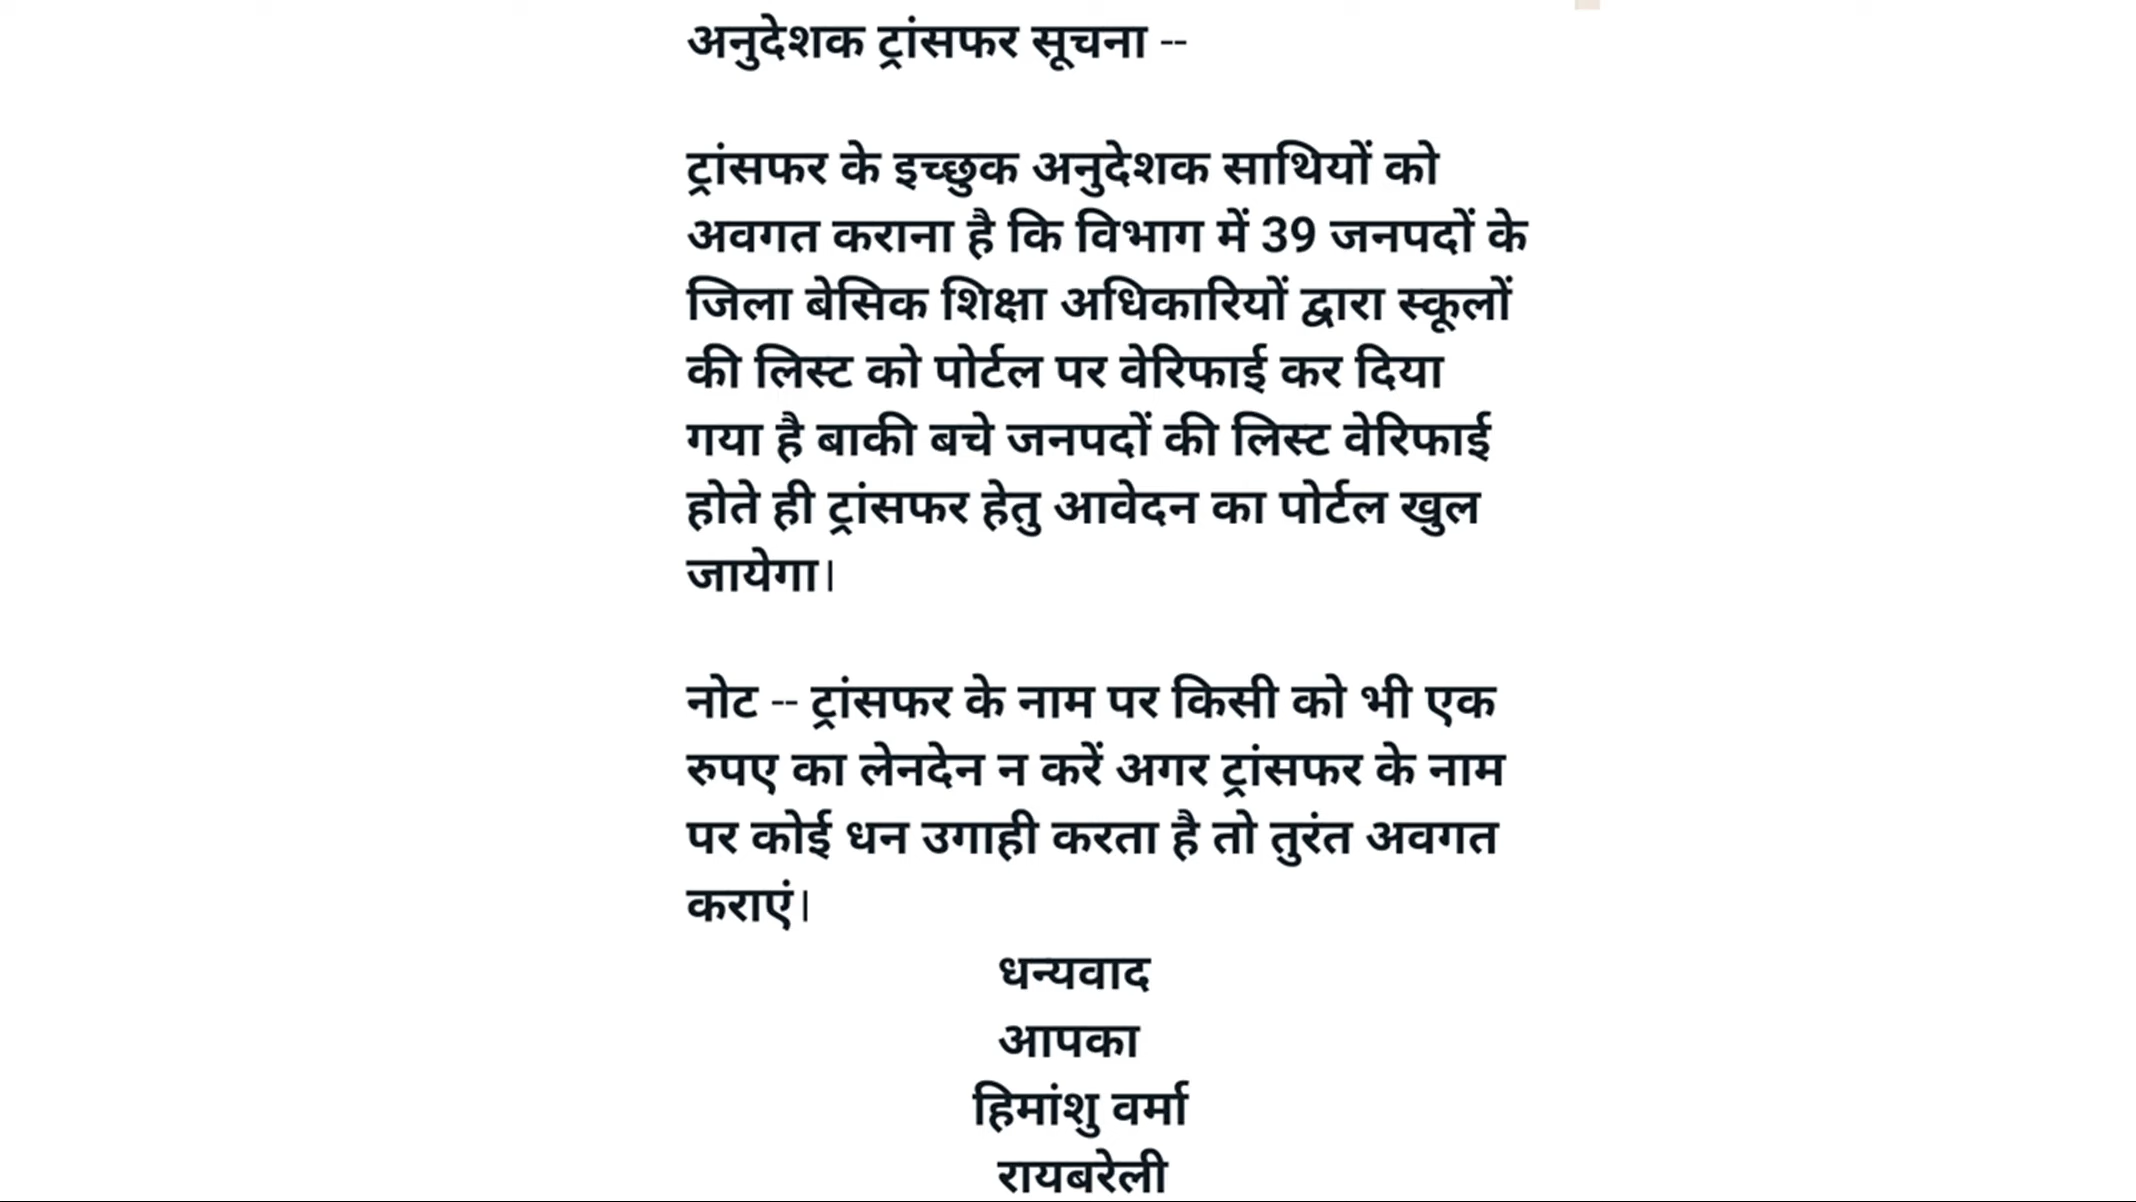 अनुदेशक ट्रांसफर सूचना --
ट्रांसफर के इच्छुक अनुदेशक साथियों को
अवगत कराना है कि विभाग में 39 जनपदों के
जिला बेसिक शिक्षा अधिकारियों द्वारा स्कूलों
की लिस्ट को पोर्टल पर वेरिफाई कर दिया
गया है बाकी बचे जनपदों की लिस्ट वेरिफाई
होते ही ट्रांसफर हेतु आवेदन का पोर्टल खुल
जायेगा।
नोट -- ट्रांसफर के नाम पर किसी को भी एक
रुपए का लेनदेन न करें अगर ट्रांसफर के नाम
पर कोई धन उगाही करता है तो तुरंत अवगत
कराएं।
धन्यवाद
आपका
हिमांशु वर्मा
रायबरेली